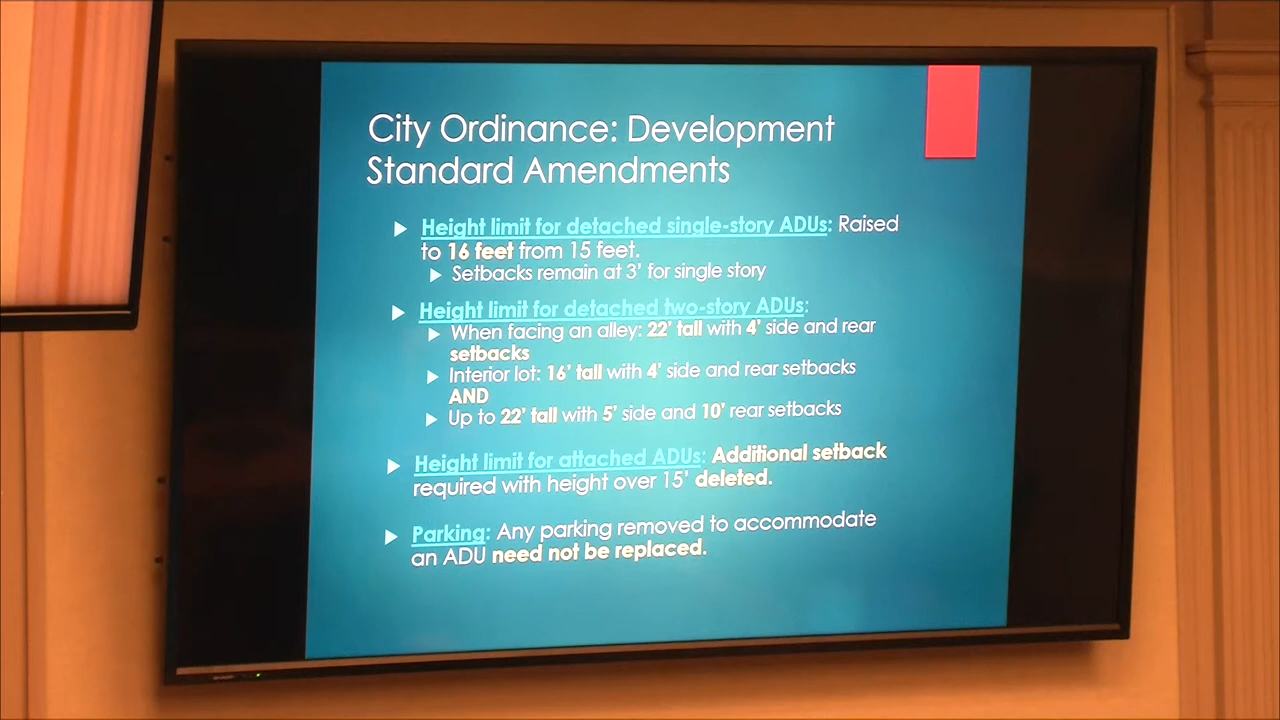 City Ordinance: Development
Standard Amendments
Height limit for detached single-story ADUs: Raised
to 16 feet from 15 feet.
Setbacks remain at 3' for single story
Height limit for detached two-story ADUs:
When facing an alley: 22' tall with 4' side and rear
setbacks
Interior lot: 16' tall with 4' side and rear setbacks
AND
Up to 22' tall with 5' side and 10' rear setbacks
Height limit for attached ADUs: Additional setback
required with height over 15' deleted.
Parking: Any parking removed to accommodate
an ADU need not be replaced.
SHARP